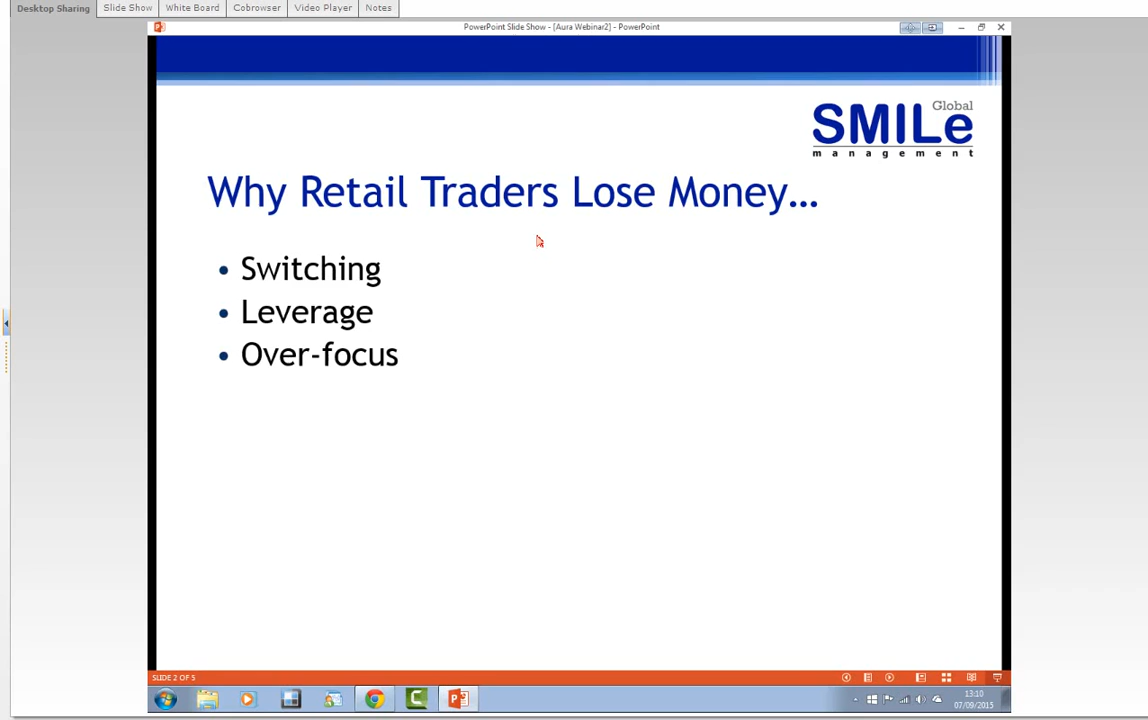 Desktop Sharing Slide Show White Board Cobrowser Video Player Notes
PowerPoint Slide Show - [Aura Webinar2] - PowerPoint
Global
SMILe
management
Why Retail Traders Lose Money...
• Switching
• Leverage
• Over-focus
SLIDE 2 OF 5
13:10
07/09/2015